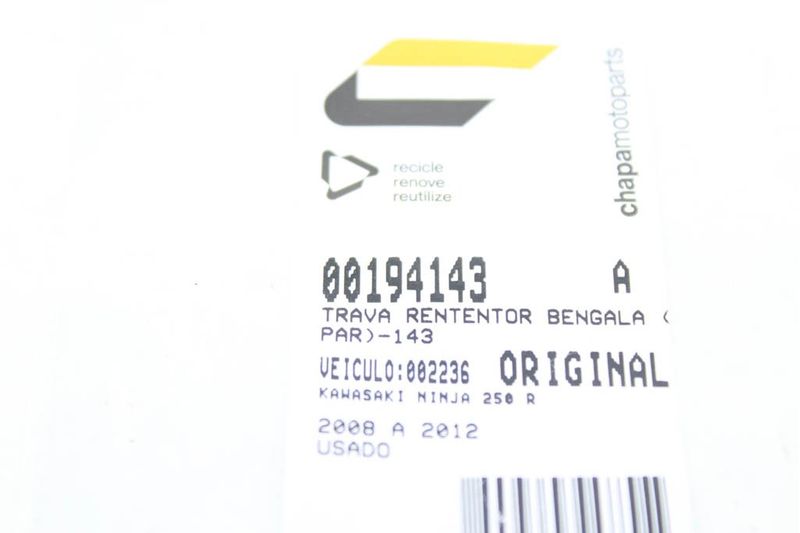 chapamotoparts
recicle
renove
reutilize
00194143 A
TRAVA RENTENTOR BENGALA (
PAR)-143
VEICULO:002236 ORIGINAL
KAWASAKI NINJA 250 R
2008 A 2012
USADO